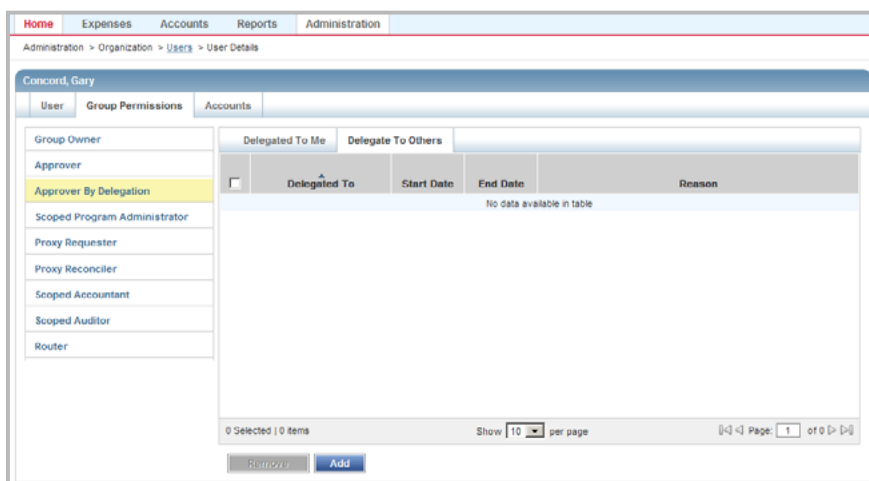 Home Expenses Accounts Reports Administration
Administration > Organization > Users > User Details
Concord, Gary
User Group Permissions Accounts
Group Owner
Approver
Approver By Delegation
Scoped Program Administrator
Proxy Requester
Proxy Reconciler
Scoped Accountant
Scoped Auditor
Router
Delegated To Me Delegate To Others
Delegated To Start Date End Date Reason
No data available in table
0 Selected | 0 items Show 10 per page Page: 1 of 0
Remove Add